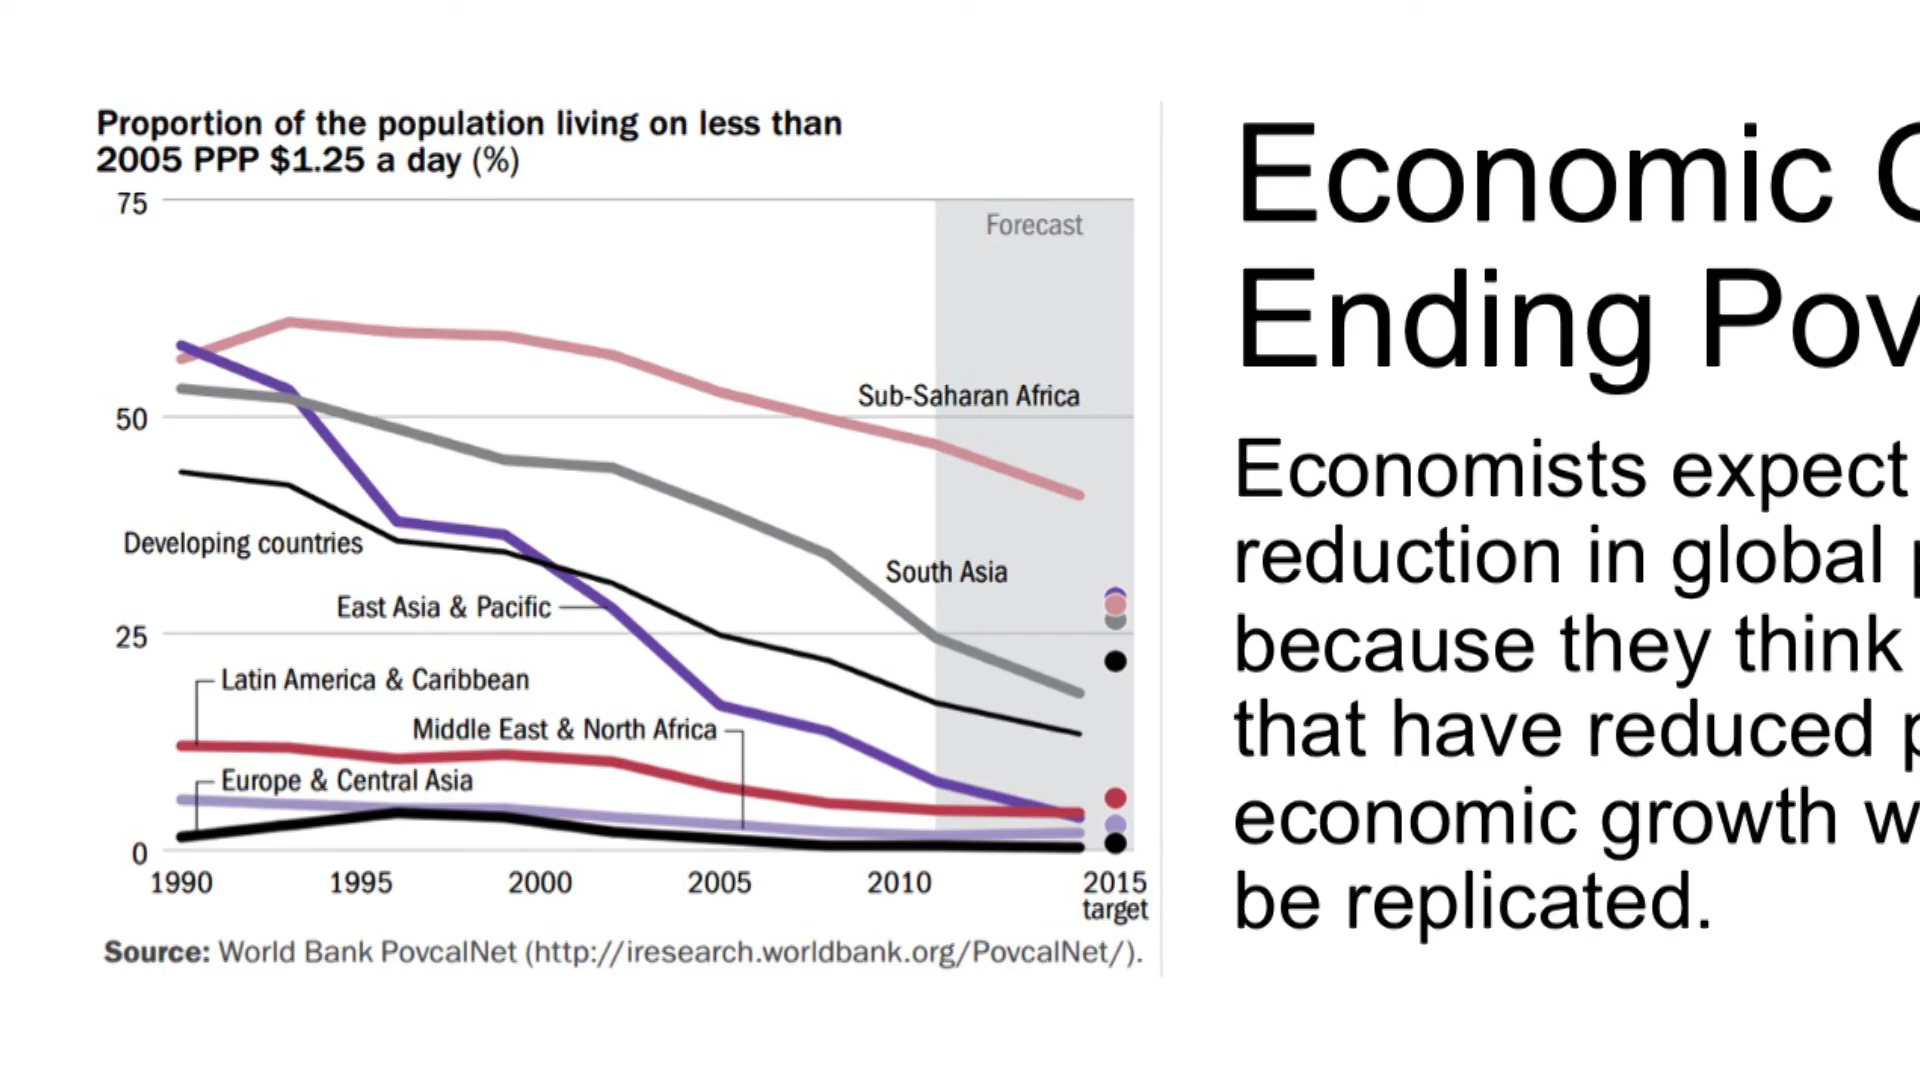 Proportion of the population living on less than
2005 PPP $1.25 a day (%)
75
Forecast
Sub-Saharan Africa
50
Developing countries
South Asia
East Asia & Pacific
25
Latin America & Caribbean
Middle East & North Africa
Europe & Central Asia
0
1990 1995 2000 2005 2010 2015
target
Source: World Bank PovcalNet (http://iresearch.worldbank.org/PovcalNet/).
Economic
Ending
Economists expect
reduction in global
because they think
that have reduced
economic growth
be replicated.